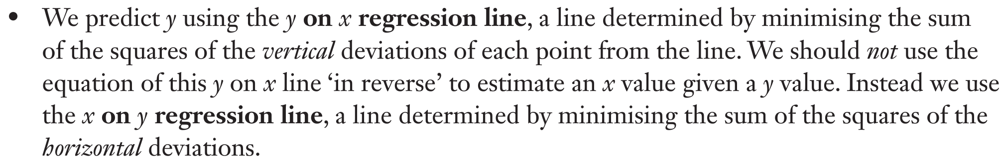 • We predict y using the y on x regression line, a line determined by minimising the sum
of the squares of the vertical deviations of each point from the line. We should not use the
equation of this y on x line ‘in reverse’ to estimate an x value given a y value. Instead we use
the x on y regression line, a line determined by minimising the sum of the squares of the
horizontal deviations.